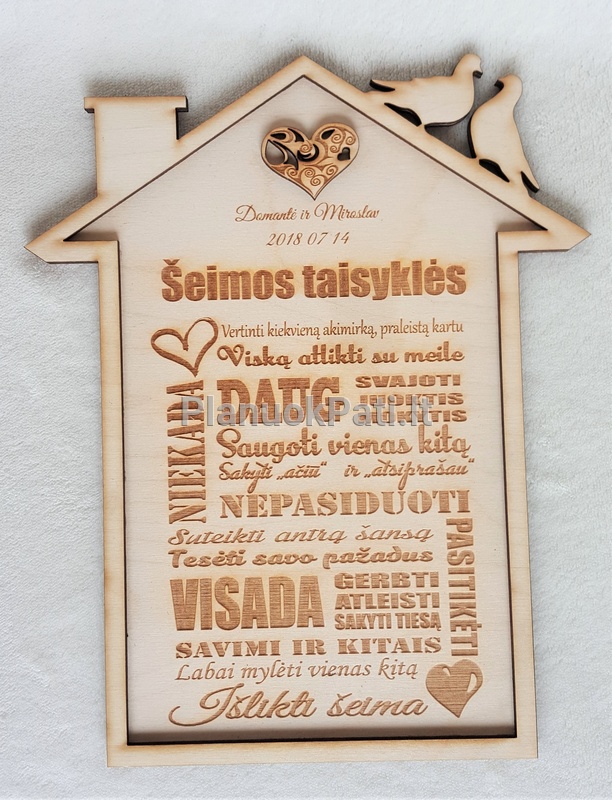 Domantė ir Miroslav
2018 07 14
Šeimos taisyklės
Vertinti kiekvieną akimirką, praleistą kartu
Viską atlikti su meile
NIEKADA
DAUG
SVAJOTI
JUOKTIS
PlanuokPati.lt
Saugoti vienas kitą
Sakyti „ačiū“ ir „atsiprašau“
NEPASIDUOTI
Suteikti antrą šansą
Tesėti savo pažadus
PASITIKĖTI
VISADA
GERBTI
ATLEISTI
SAKYTI TIESĄ
SAVIMI IR KITAIS
Labai mylėti vienas kitą
Išlikti šeima